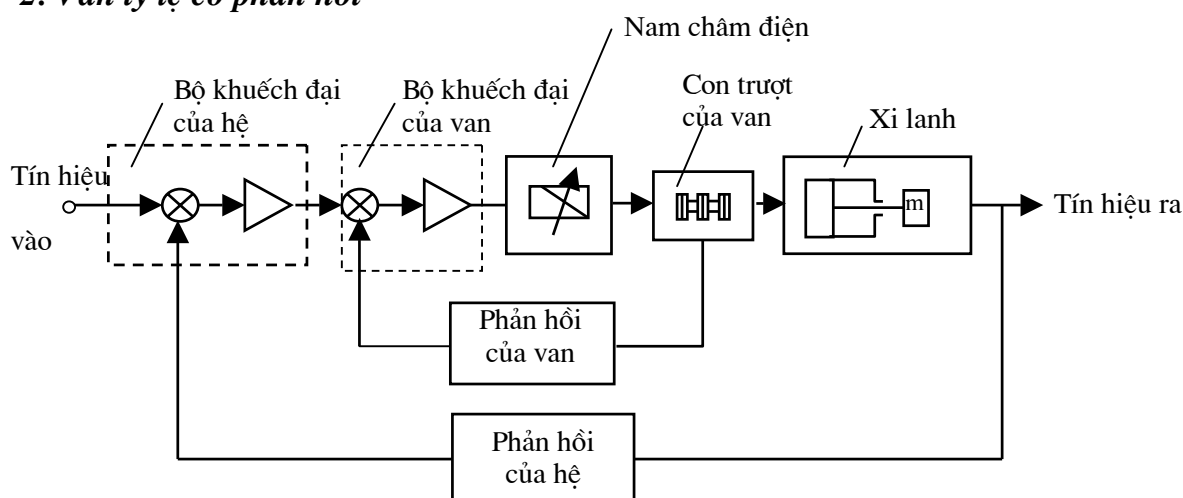 2. Van tỷ lệ có phản hồi
Nam châm điện
Bộ khuếch đại
của hệ
Bộ khuếch đại
của van
Con trượt
của van
Xi lanh
Tín hiệu
vào
m
Tín hiệu ra
Phản hồi
của van
Phản hồi
của hệ